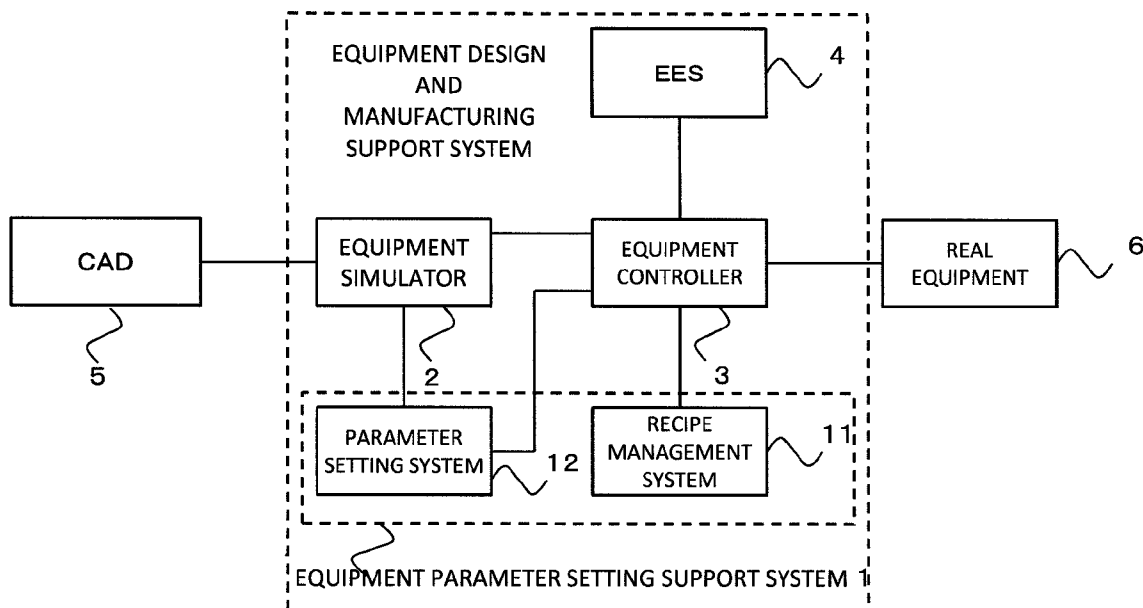 EQUIPMENT DESIGN
AND
MANUFACTURING
SUPPORT SYSTEM
EES
4
CAD
5
EQUIPMENT
SIMULATOR
2
EQUIPMENT
CONTROLLER
3
REAL
EQUIPMENT
6
PARAMETER
SETTING SYSTEM
12
RECIPE
MANAGEMENT
SYSTEM
11
EQUIPMENT PARAMETER SETTING SUPPORT SYSTEM 1